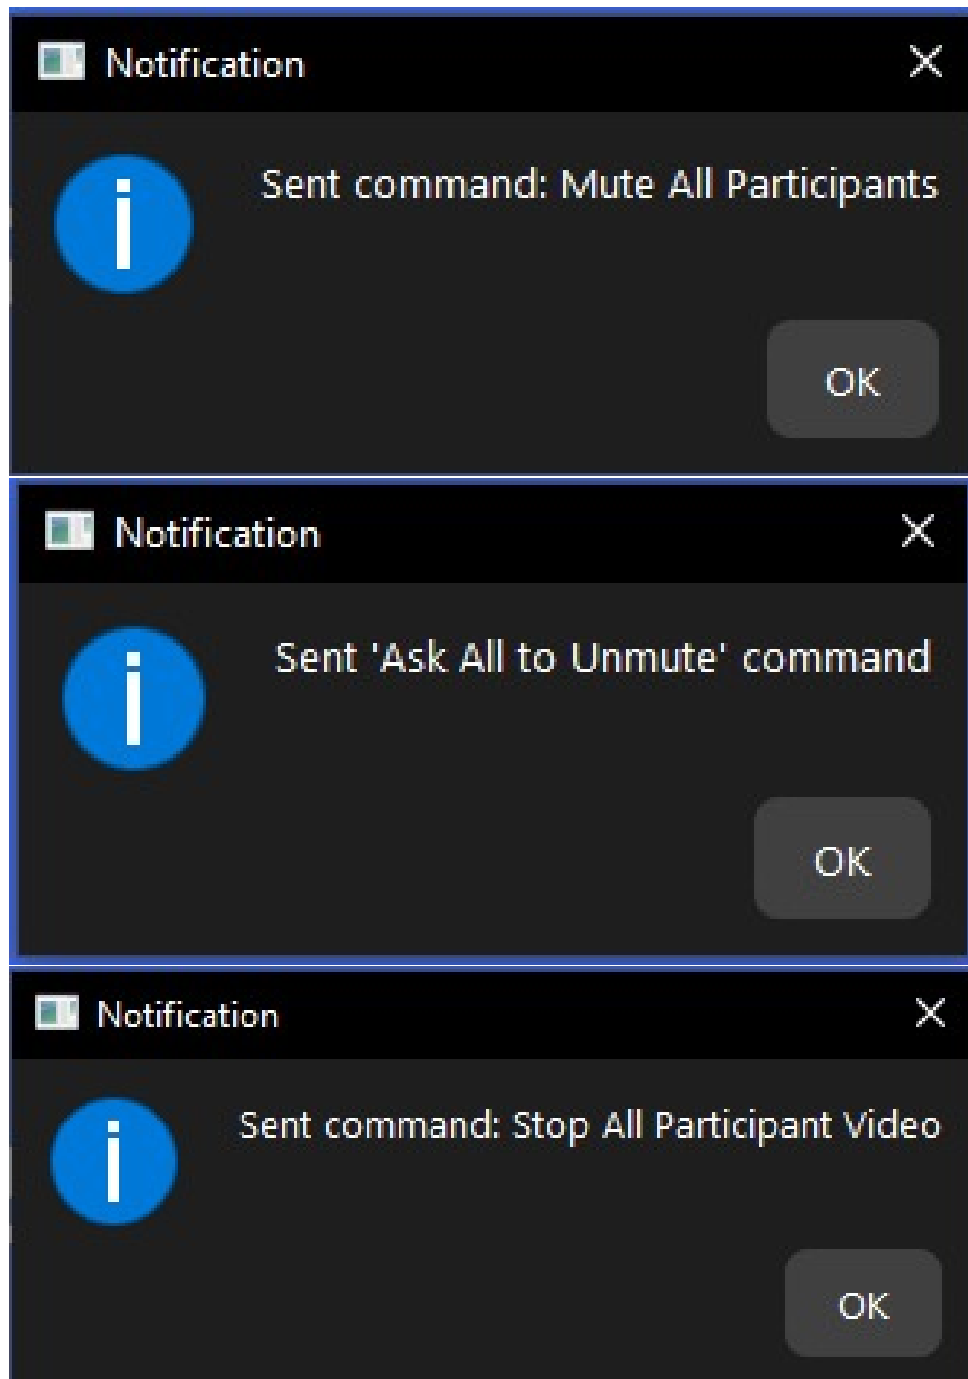 Notification
Sent command: Mute All Participants
OK
Notification
Sent 'Ask All to Unmute' command
OK
Notification
Sent command: Stop All Participant Video
OK